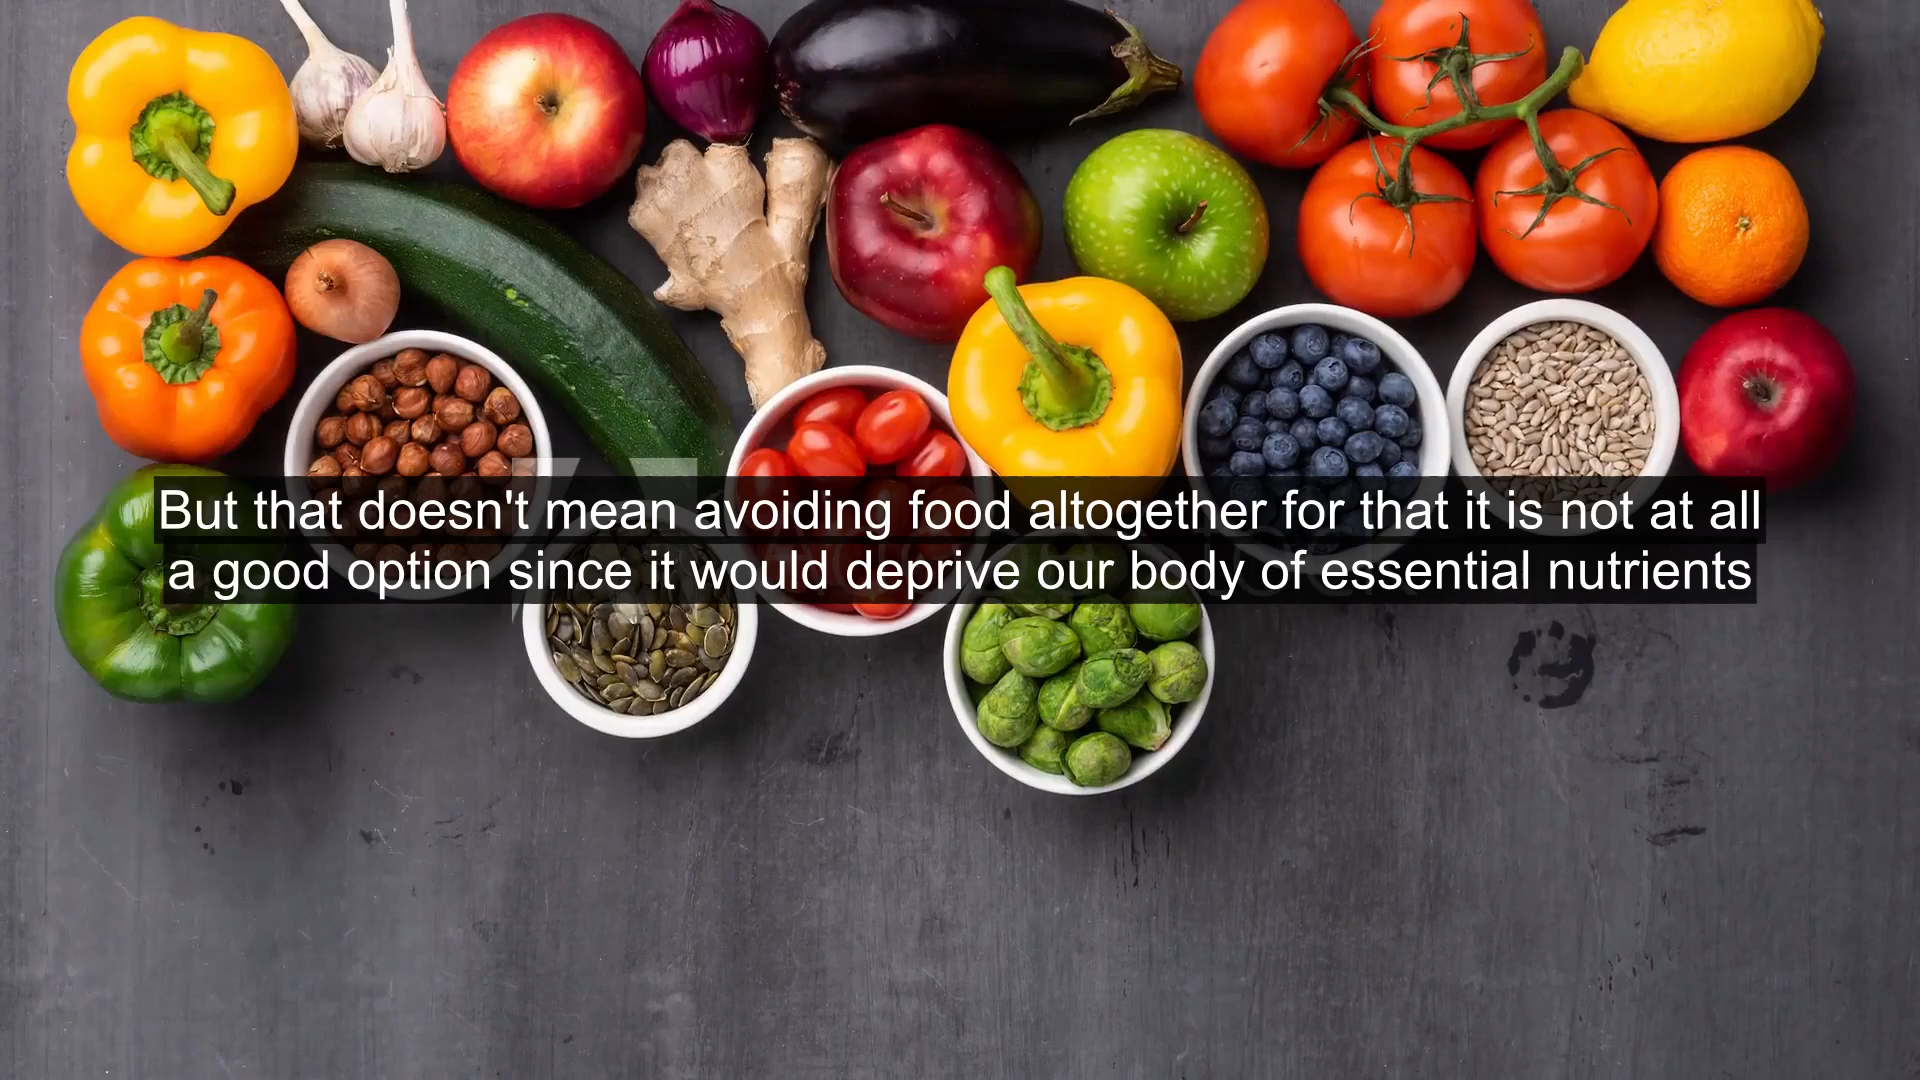 But that doesn't mean avoiding food altogether for that it is not at all
a good option since it would deprive our body of essential nutrients